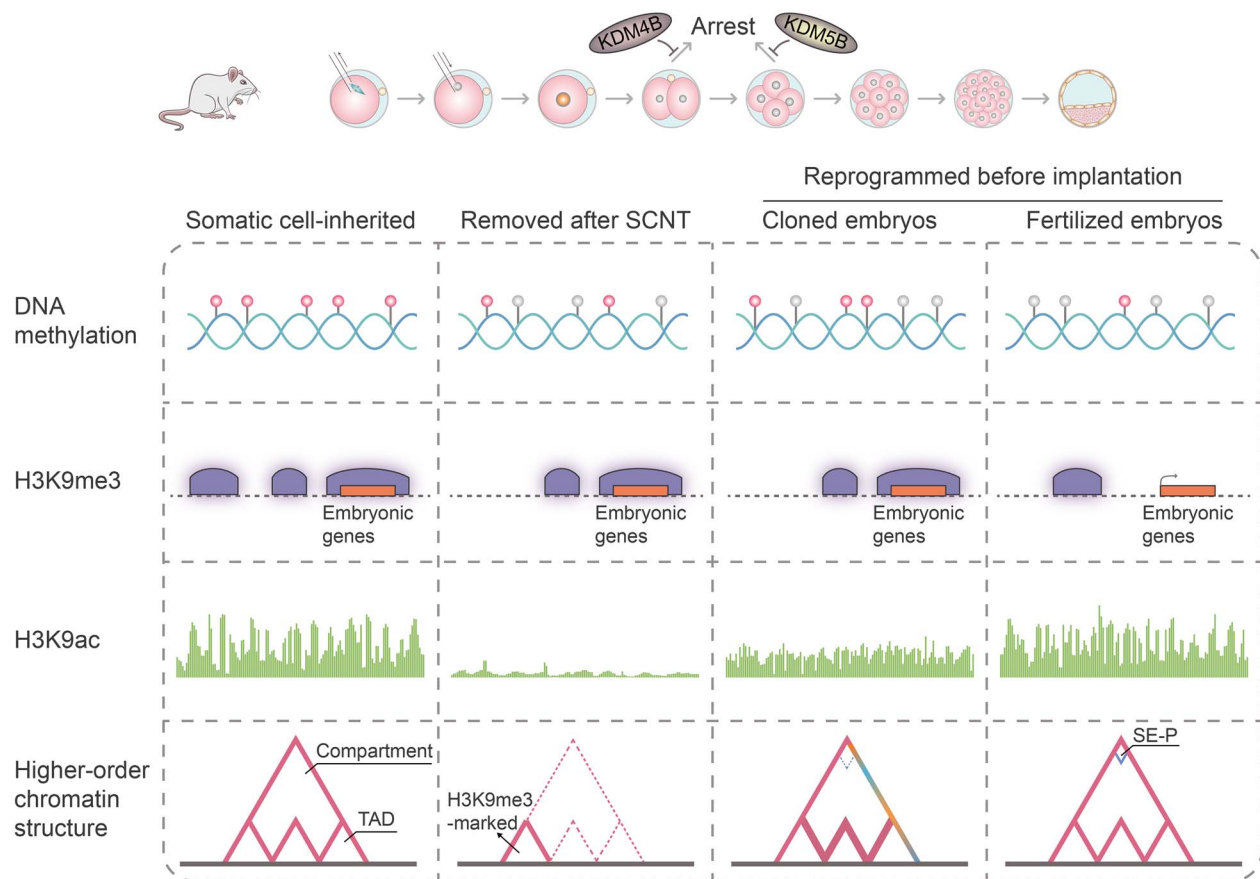 KDM4B
Arrest
KDM5B
Reprogrammed before implantation
Somatic cell-inherited
Removed after SCNT
Cloned embryos
Fertilized embryos
DNA
methylation
H3K9me3
Embryonic
genes
Embryonic
genes
Embryonic
genes
Embryonic
genes
H3K9ac
Higher-order
chromatin
structure
Compartment
TAD
H3K9me3
-marked
SE-P